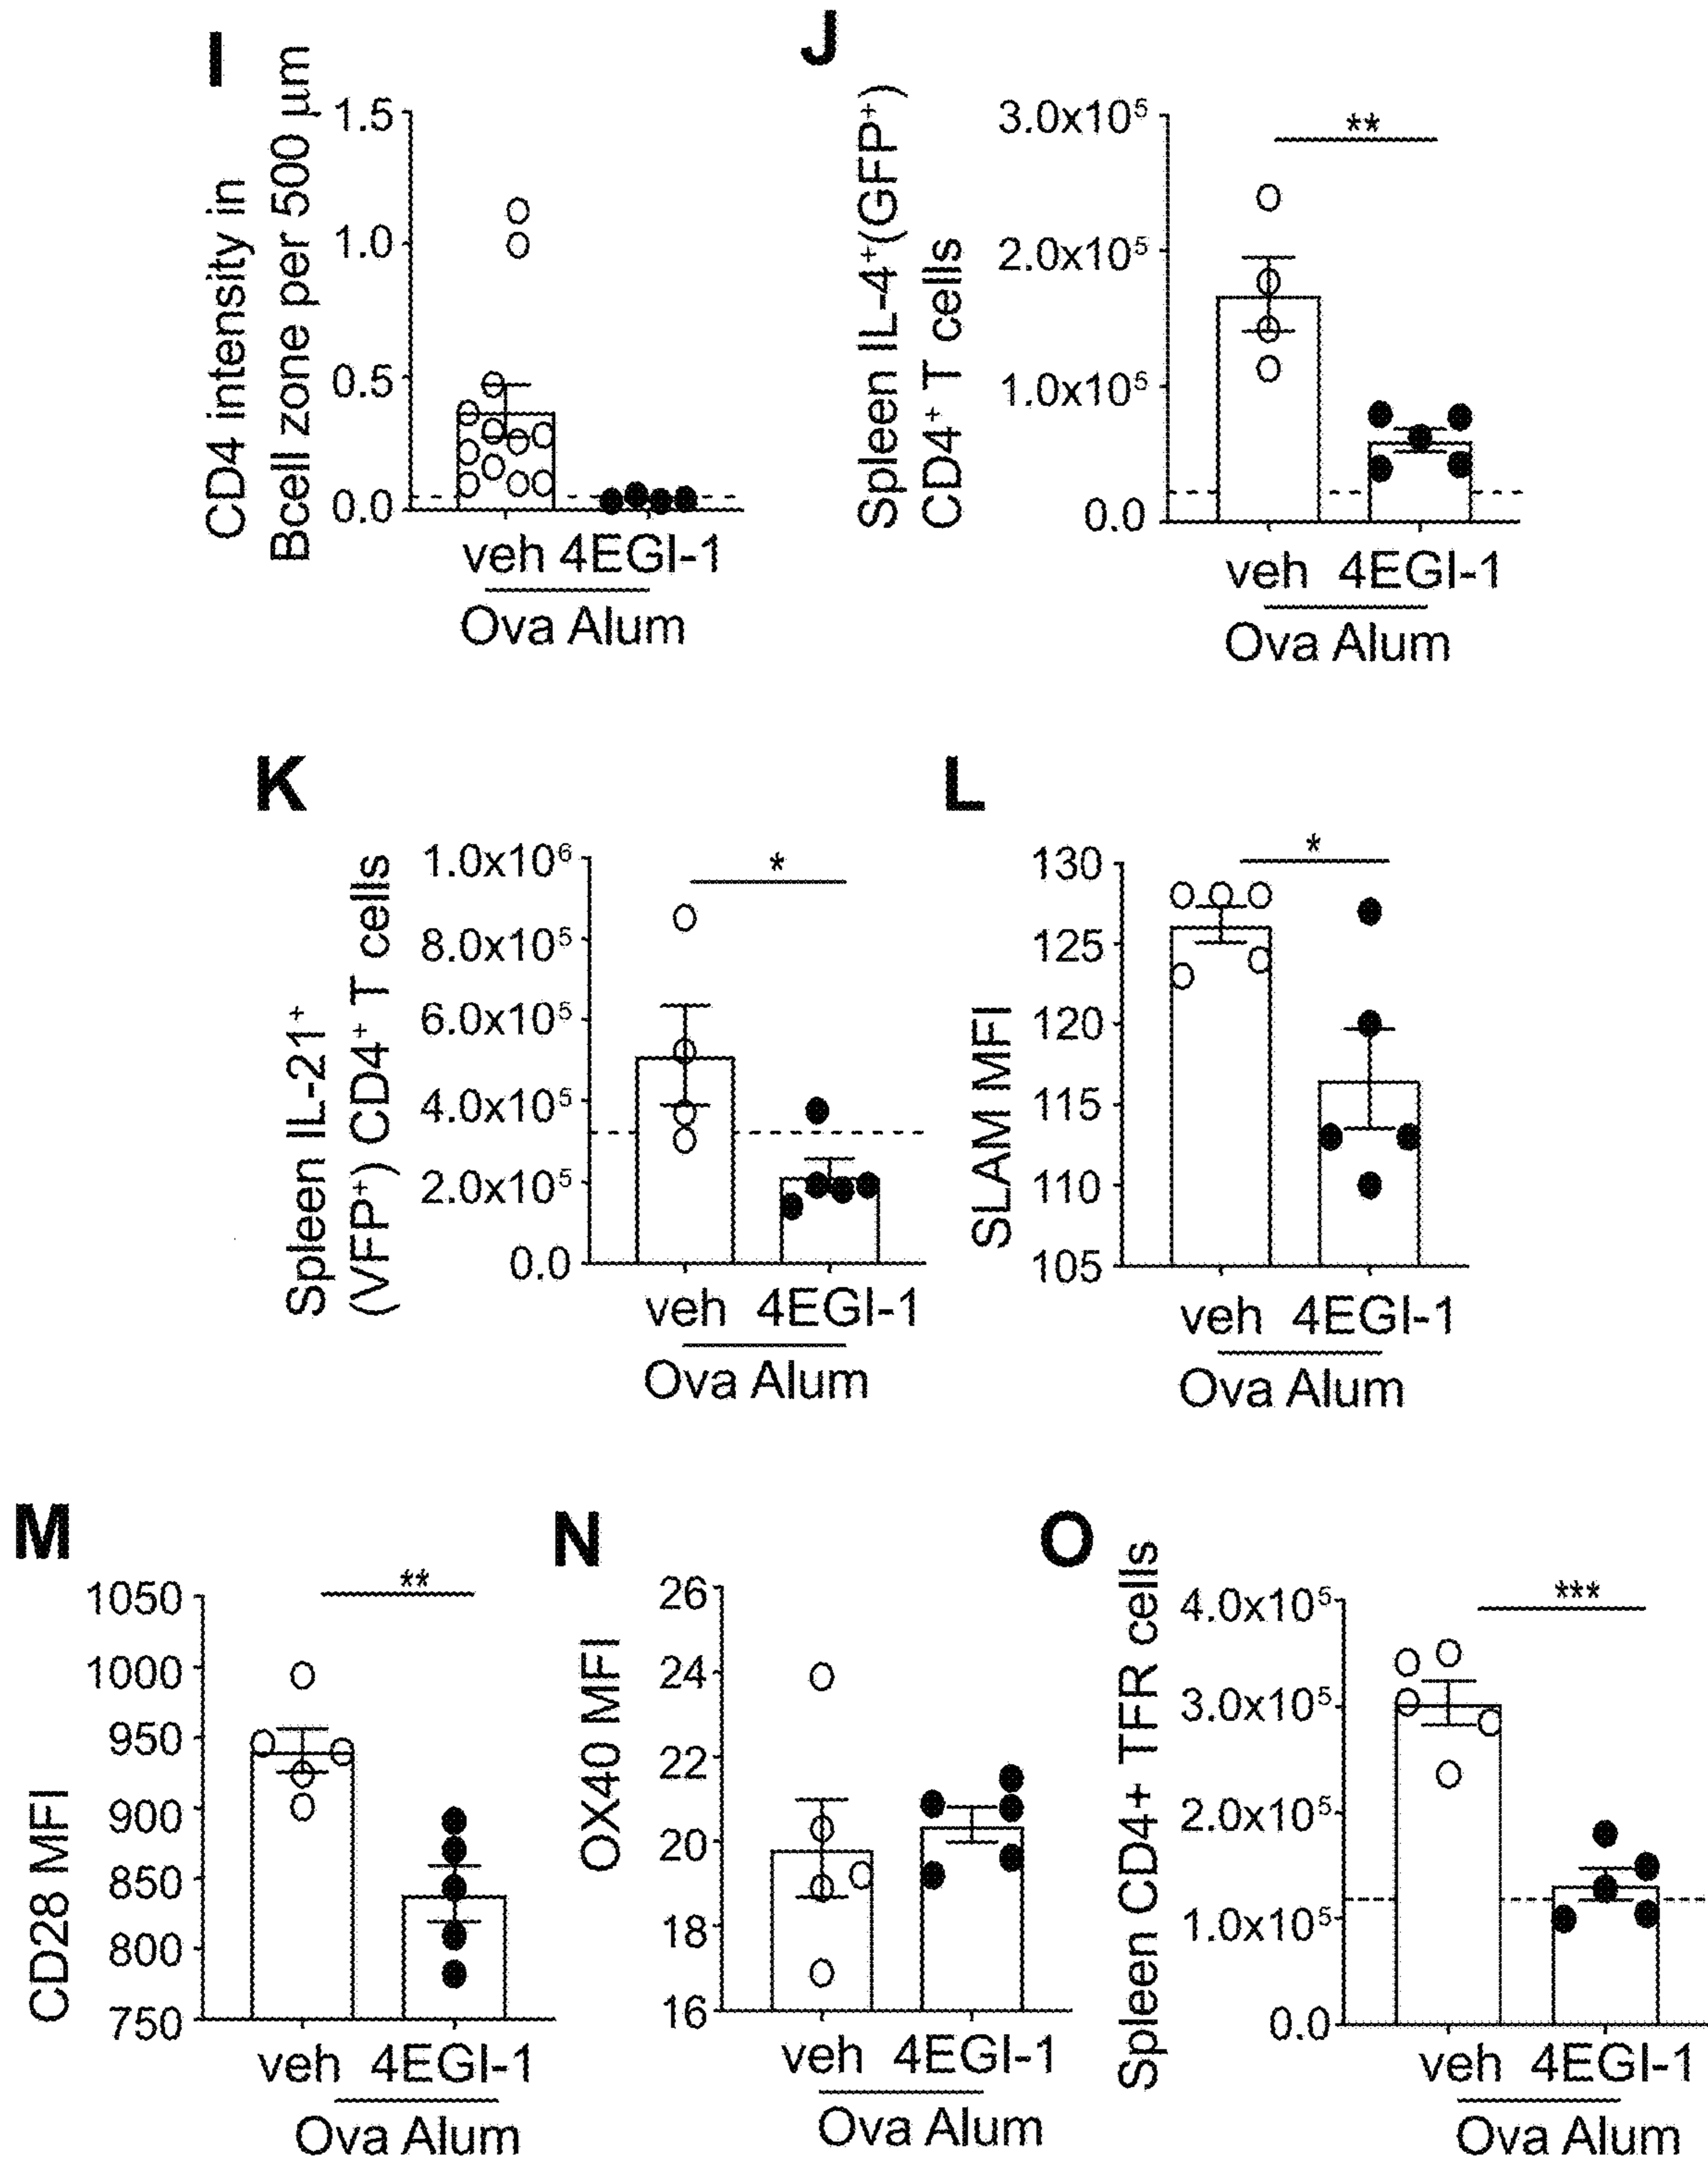 I
CD4 intensity in
Bcell zone per 500 µm
1.5
1.0
0.5
0.0
veh 4EGI-1
Ova Alum
J
Spleen IL-4⁺(GFP⁺)
CD4⁺ T cells
3.0x10⁵
2.0x10⁵
1.0x10⁵
0.0
**
veh 4EGI-1
Ova Alum
K
Spleen IL-21⁺
(VFP⁺) CD4⁺ T cells
1.0x10⁶
8.0x10⁵
6.0x10⁵
4.0x10⁵
2.0x10⁵
0.0
*
veh 4EGI-1
Ova Alum
L
SLAM MFI
130
125
120
115
110
105
*
veh 4EGI-1
Ova Alum
M
CD28 MFI
1050
1000
950
900
850
800
750
**
veh 4EGI-1
Ova Alum
N
OX40 MFI
26
24
22
20
18
16
veh 4EGI-1
Ova Alum
O
Spleen CD4+ TFR cells
4.0x10⁵
3.0x10⁵
2.0x10⁵
1.0x10⁵
0.0
***
veh 4EGI-1
Ova Alum